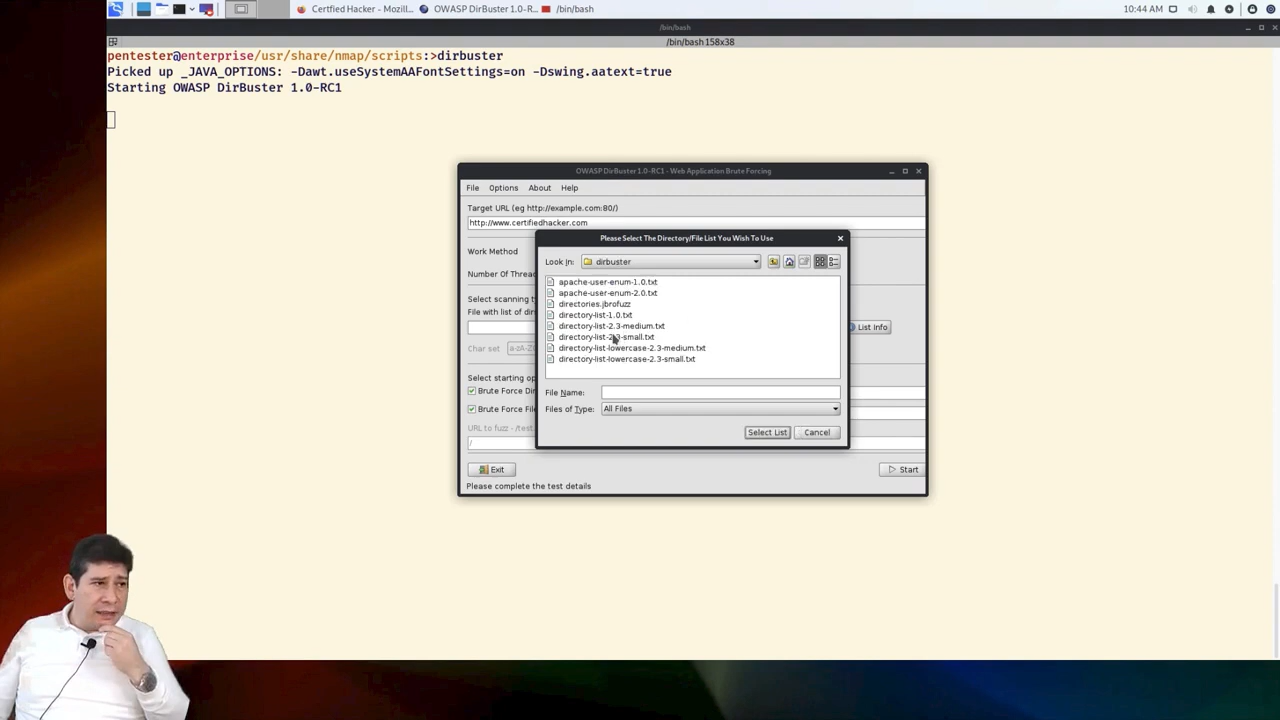 Certfied Hacker - Mozill...
OWASP DirBuster 1.0-R...
/bin/bash
10:44 AM
/bin/bash
/bin/bash 158x38
pentester@enterprise/usr/share/nmap/scripts:>dirbuster
Picked up _JAVA_OPTIONS: -Dawt.useSystemAAFontSettings=on -Dswing.aatext=true
Starting OWASP DirBuster 1.0-RC1
OWASP DirBuster 1.0-RC1 - Web Application Brute Forcing
File Options About Help
Target URL (eg http://example.com:80/)
http://www.certifiedhacker.com
Work Method
Number Of Thre
Select scanning ty
File with list of dir
List Info
Char set a-zA-Z0
Select starting op
Brute Force Dir
Brute Force File
URL to fuzz - /test
/
Exit
Start
Please complete the test details
Please Select The Directory/File List You Wish To Use
Look In: dirbuster
apache-user-enum-1.0.txt
apache-user-enum-2.0.txt
directories.jbrofuzz
directory-list-1.0.txt
directory-list-2.3-medium.txt
directory-list-2.3-small.txt
directory-list-lowercase-2.3-medium.txt
directory-list-lowercase-2.3-small.txt
File Name:
Files of Type: All Files
Select List Cancel